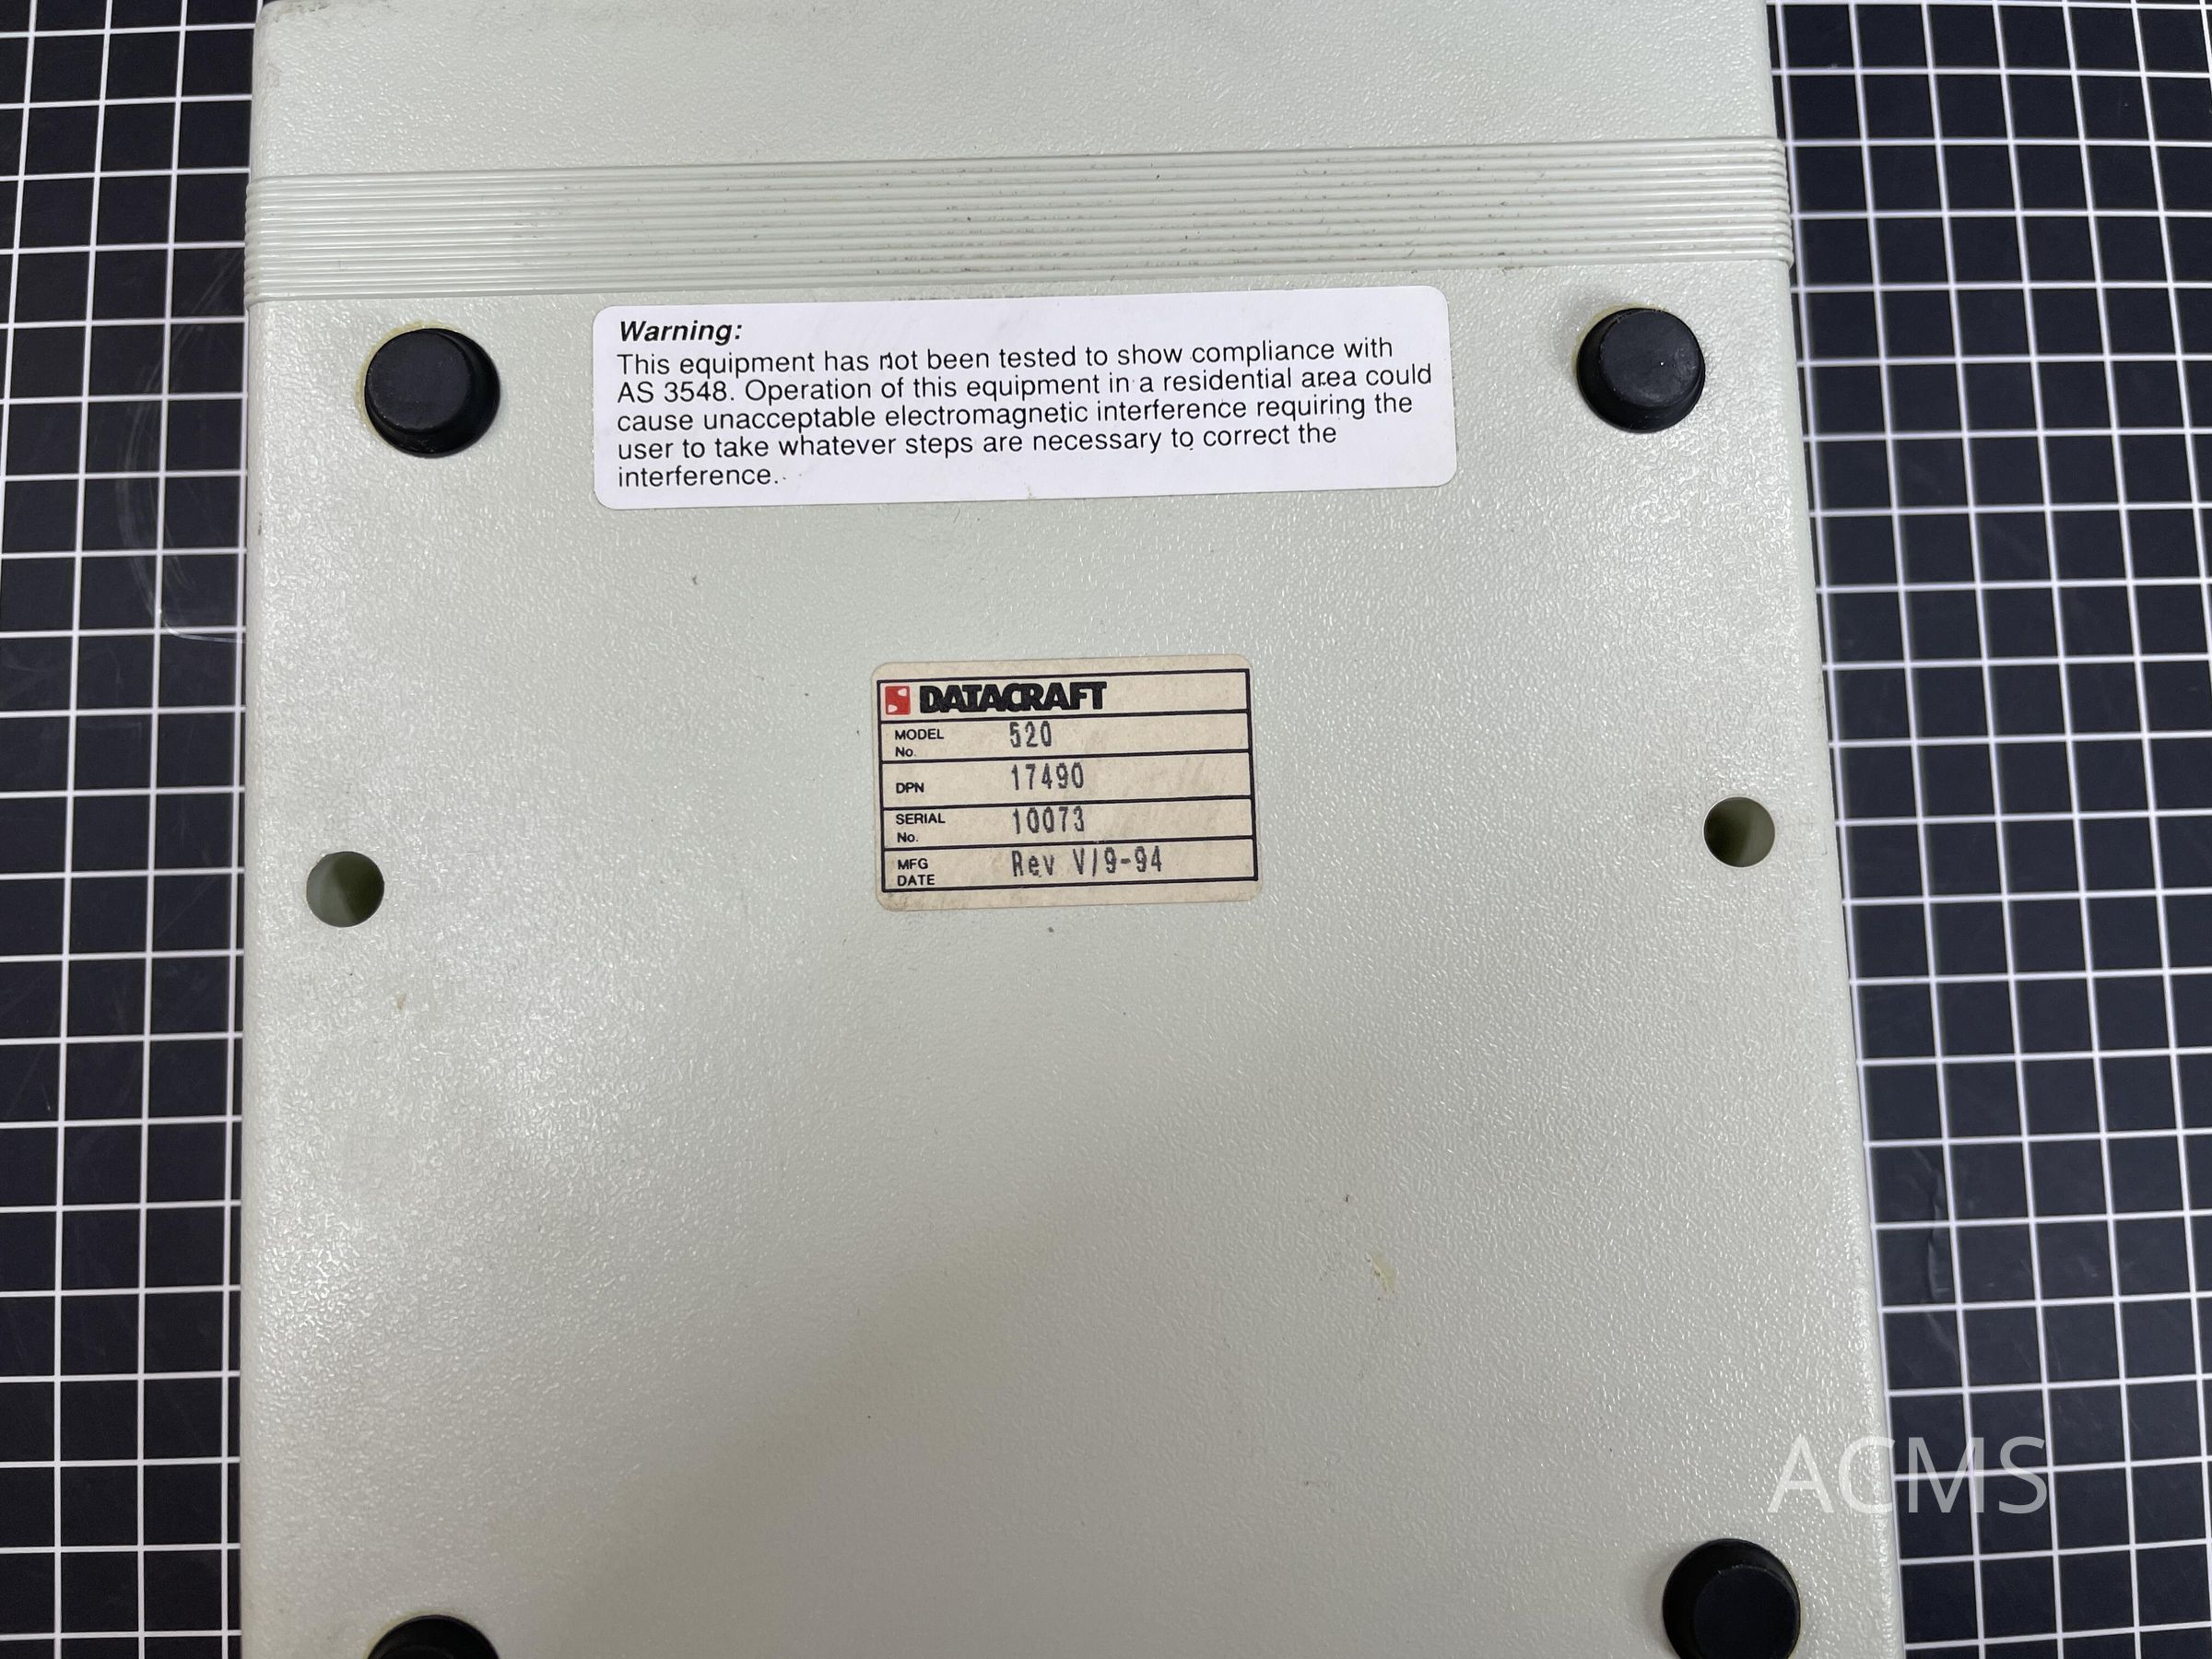 Warning:
This equipment has not been tested to show compliance with
AS 3548. Operation of this equipment in a residential area could
cause unacceptable electromagnetic interference requiring the
user to take whatever steps are necessary to correct the
interference.
DATACRAFT
MODEL No. 520
DPN 17490
SERIAL No. 10073
MFG DATE Rev V/9-94
ACMS